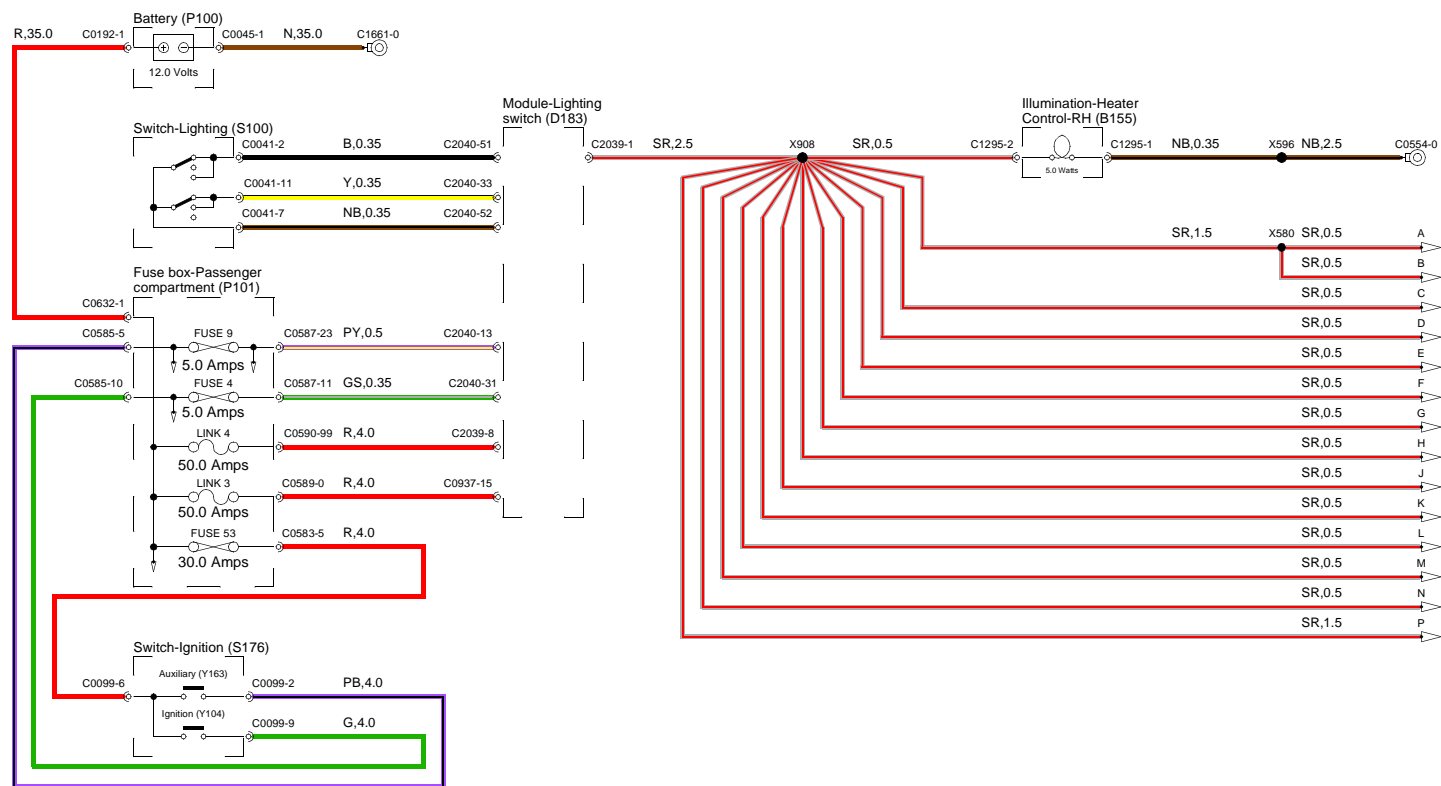 Battery (P100)
R,35.0 C0192-1 C0045-1 N,35.0 C1661-0
12.0 Volts
Module-Lighting
switch (D183)
Illumination-Heater
Control-RH (B155)
Switch-Lighting (S100)
C0041-2 B,0.35 C2040-51 C2039-1 SR,2.5 X908 SR,0.5 C1295-2 C1295-1 NB,0.35 X596 NB,2.5 C0554-0
5.0 Watts
C0041-11 Y,0.35 C2040-33
C0041-7 NB,0.35 C2040-52
SR,1.5 X580 SR,0.5 A
SR,0.5 B
Fuse box-Passenger
compartment (P101)
SR,0.5 C
C0632-1
SR,0.5 D
C0585-5 FUSE 9 C0587-23 PY,0.5 C2040-13
5.0 Amps
SR,0.5 E
C0585-10 FUSE 4 C0587-11 GS,0.35 C2040-31
5.0 Amps
SR,0.5 F
SR,0.5 G
LINK 4 C0590-99 R,4.0 C2039-8
50.0 Amps
SR,0.5 H
SR,0.5 J
LINK 3 C0589-0 R,4.0 C0937-15
50.0 Amps
SR,0.5 K
SR,0.5 L
FUSE 53 C0583-5 R,4.0
30.0 Amps
SR,0.5 M
SR,0.5 N
SR,1.5 P
Switch-Ignition (S176)
Auxiliary (Y163)
C0099-6 C0099-2 PB,4.0
Ignition (Y104)
C0099-9 G,4.0